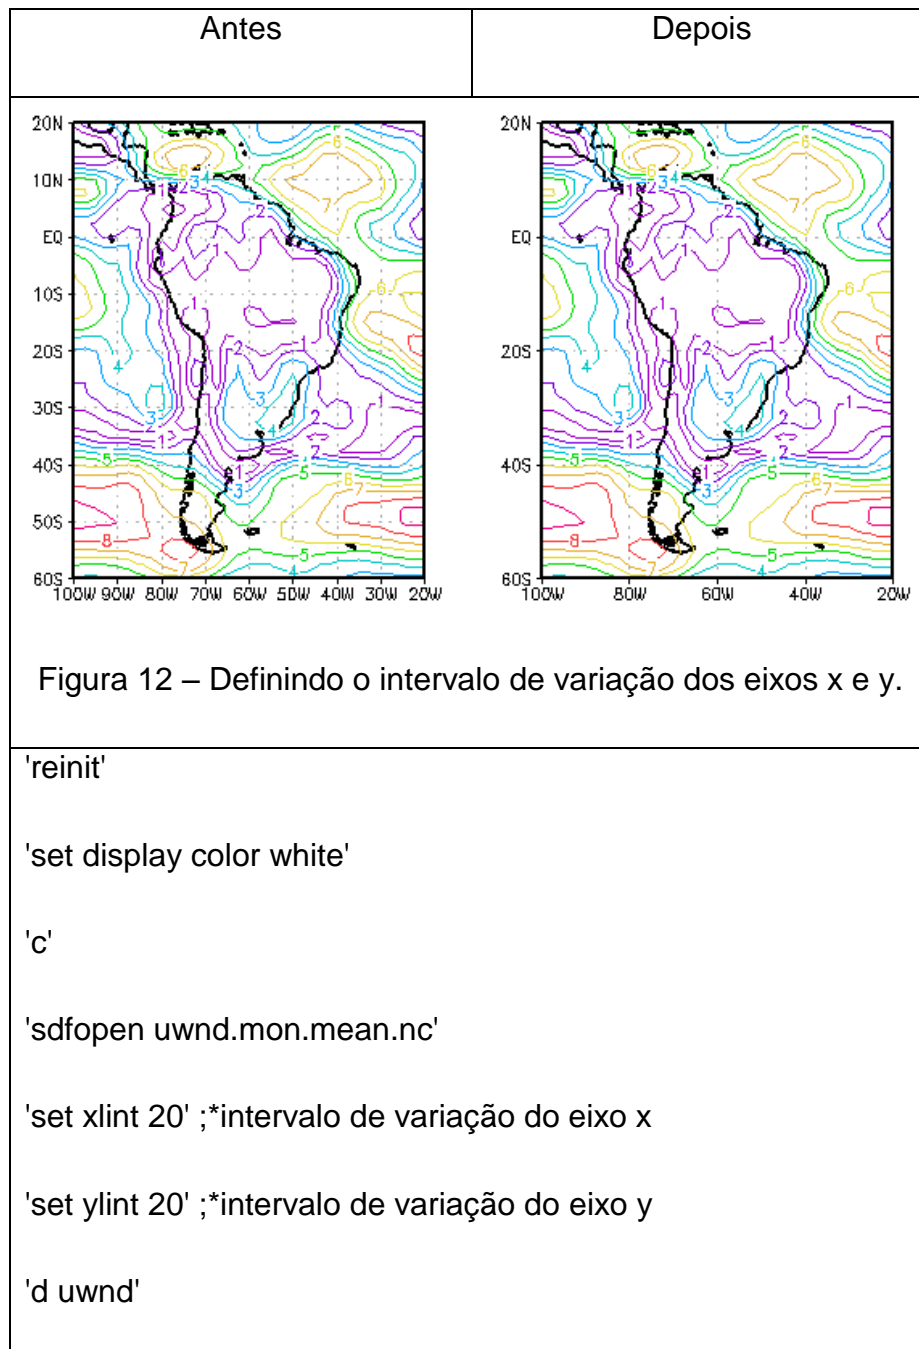 Antes
Depois
20N
10N
EQ
10S
20S
30S
40S
50S
60S
100W 90W 80W 70W 60W 50W 40W 30W 20W
20N
EQ
20S
40S
60S
100W 80W 60W 40W 20W
Figura 12 – Definindo o intervalo de variação dos eixos x e y.
'reinit'
'set display color white'
'c'
'sdfopen uwnd.mon.mean.nc'
'set xlint 20' ;*intervalo de variação do eixo x
'set ylint 20' ;*intervalo de variação do eixo y
'd uwnd'